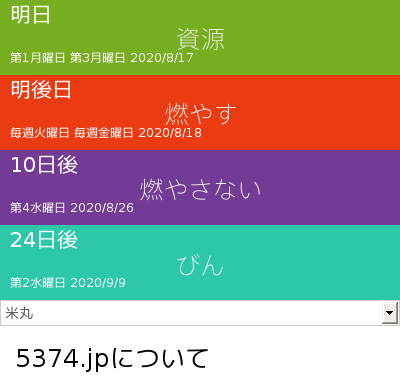 明日
資源
第1月曜日 第3月曜日 2020/8/17
明後日
燃やす
毎週火曜日 毎週金曜日 2020/8/18
10日後
燃やさない
第4水曜日 2020/8/26
24日後
びん
第2水曜日 2020/9/9
米丸
5374.jpについて